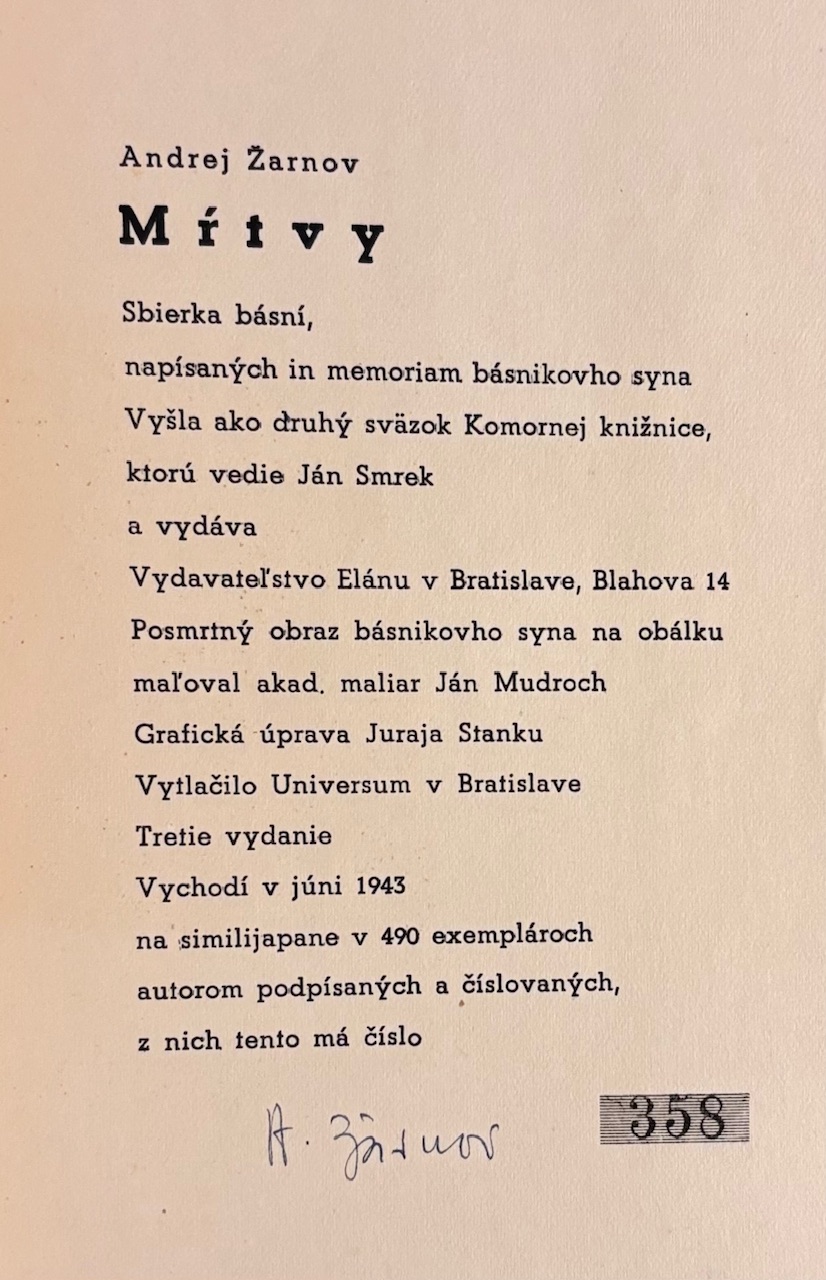 Andrej Žarnov
Mŕtvy
Sbierka básní,
napísaných in memoriam básnikovho syna
Vyšla ako druhý sväzok Komornej knižnice,
ktorú vedie Ján Smrek
a vydáva
Vydavateľstvo Elánu v Bratislave, Blahova 14
Posmrtný obraz básnikovho syna na obálku
maľoval akad. maliar Ján Mudroch
Grafická úprava Juraja Stanku
Vytlačilo Universum v Bratislave
Tretie vydanie
Vychodí v júni 1943
na similijapane v 490 exemplároch
autorom podpísaných a číslovaných,
z nich tento má číslo
358
A. Žarnov